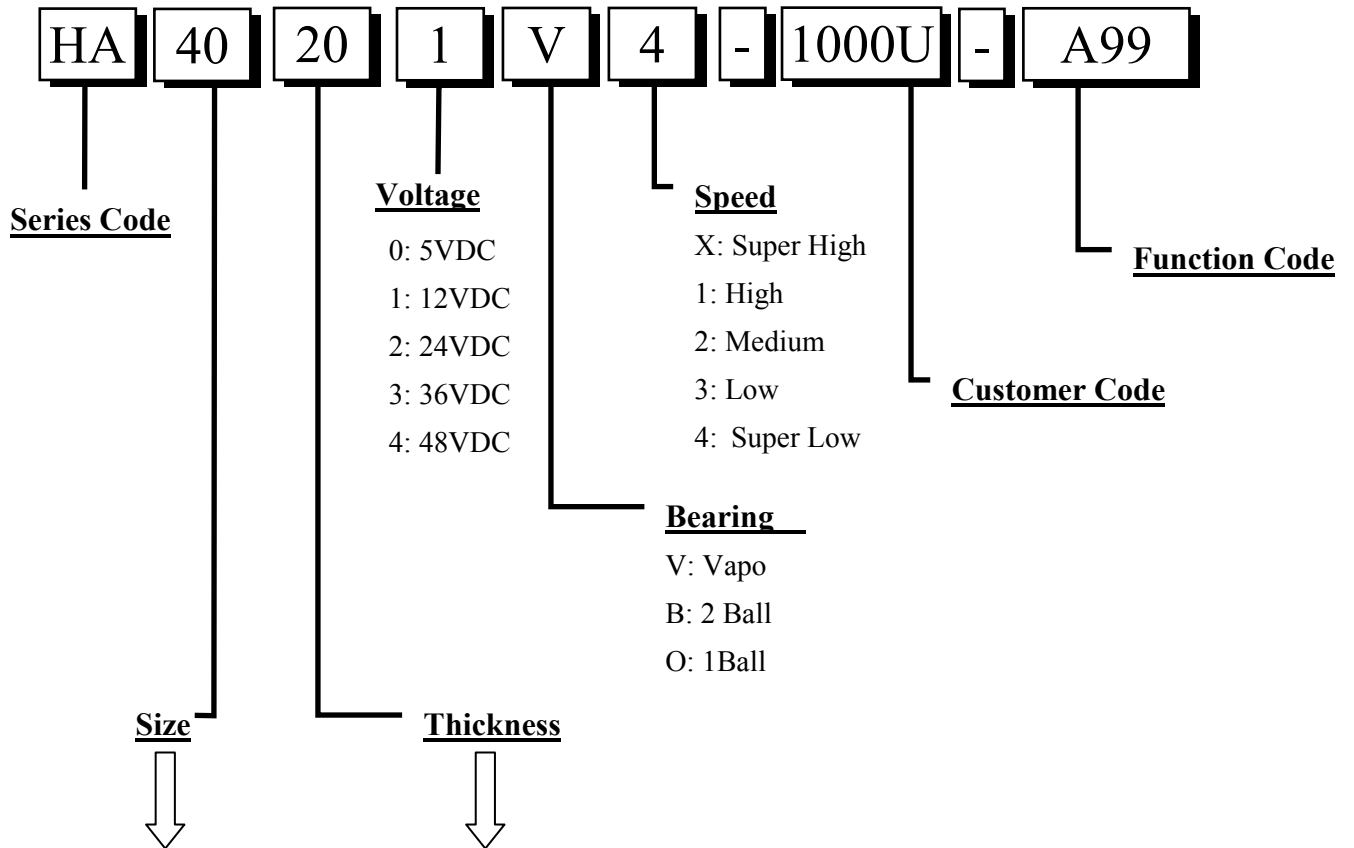 HA 40 20 1 V 4 - 1000U - A99
Series Code
Voltage
0: 5VDC
1: 12VDC
2: 24VDC
3: 36VDC
4: 48VDC
Speed
X: Super High
1: High
2: Medium
3: Low
4: Super Low
Function Code
Customer Code
Bearing
V: Vapo
B: 2 Ball
O: 1Ball
Size
Thickness